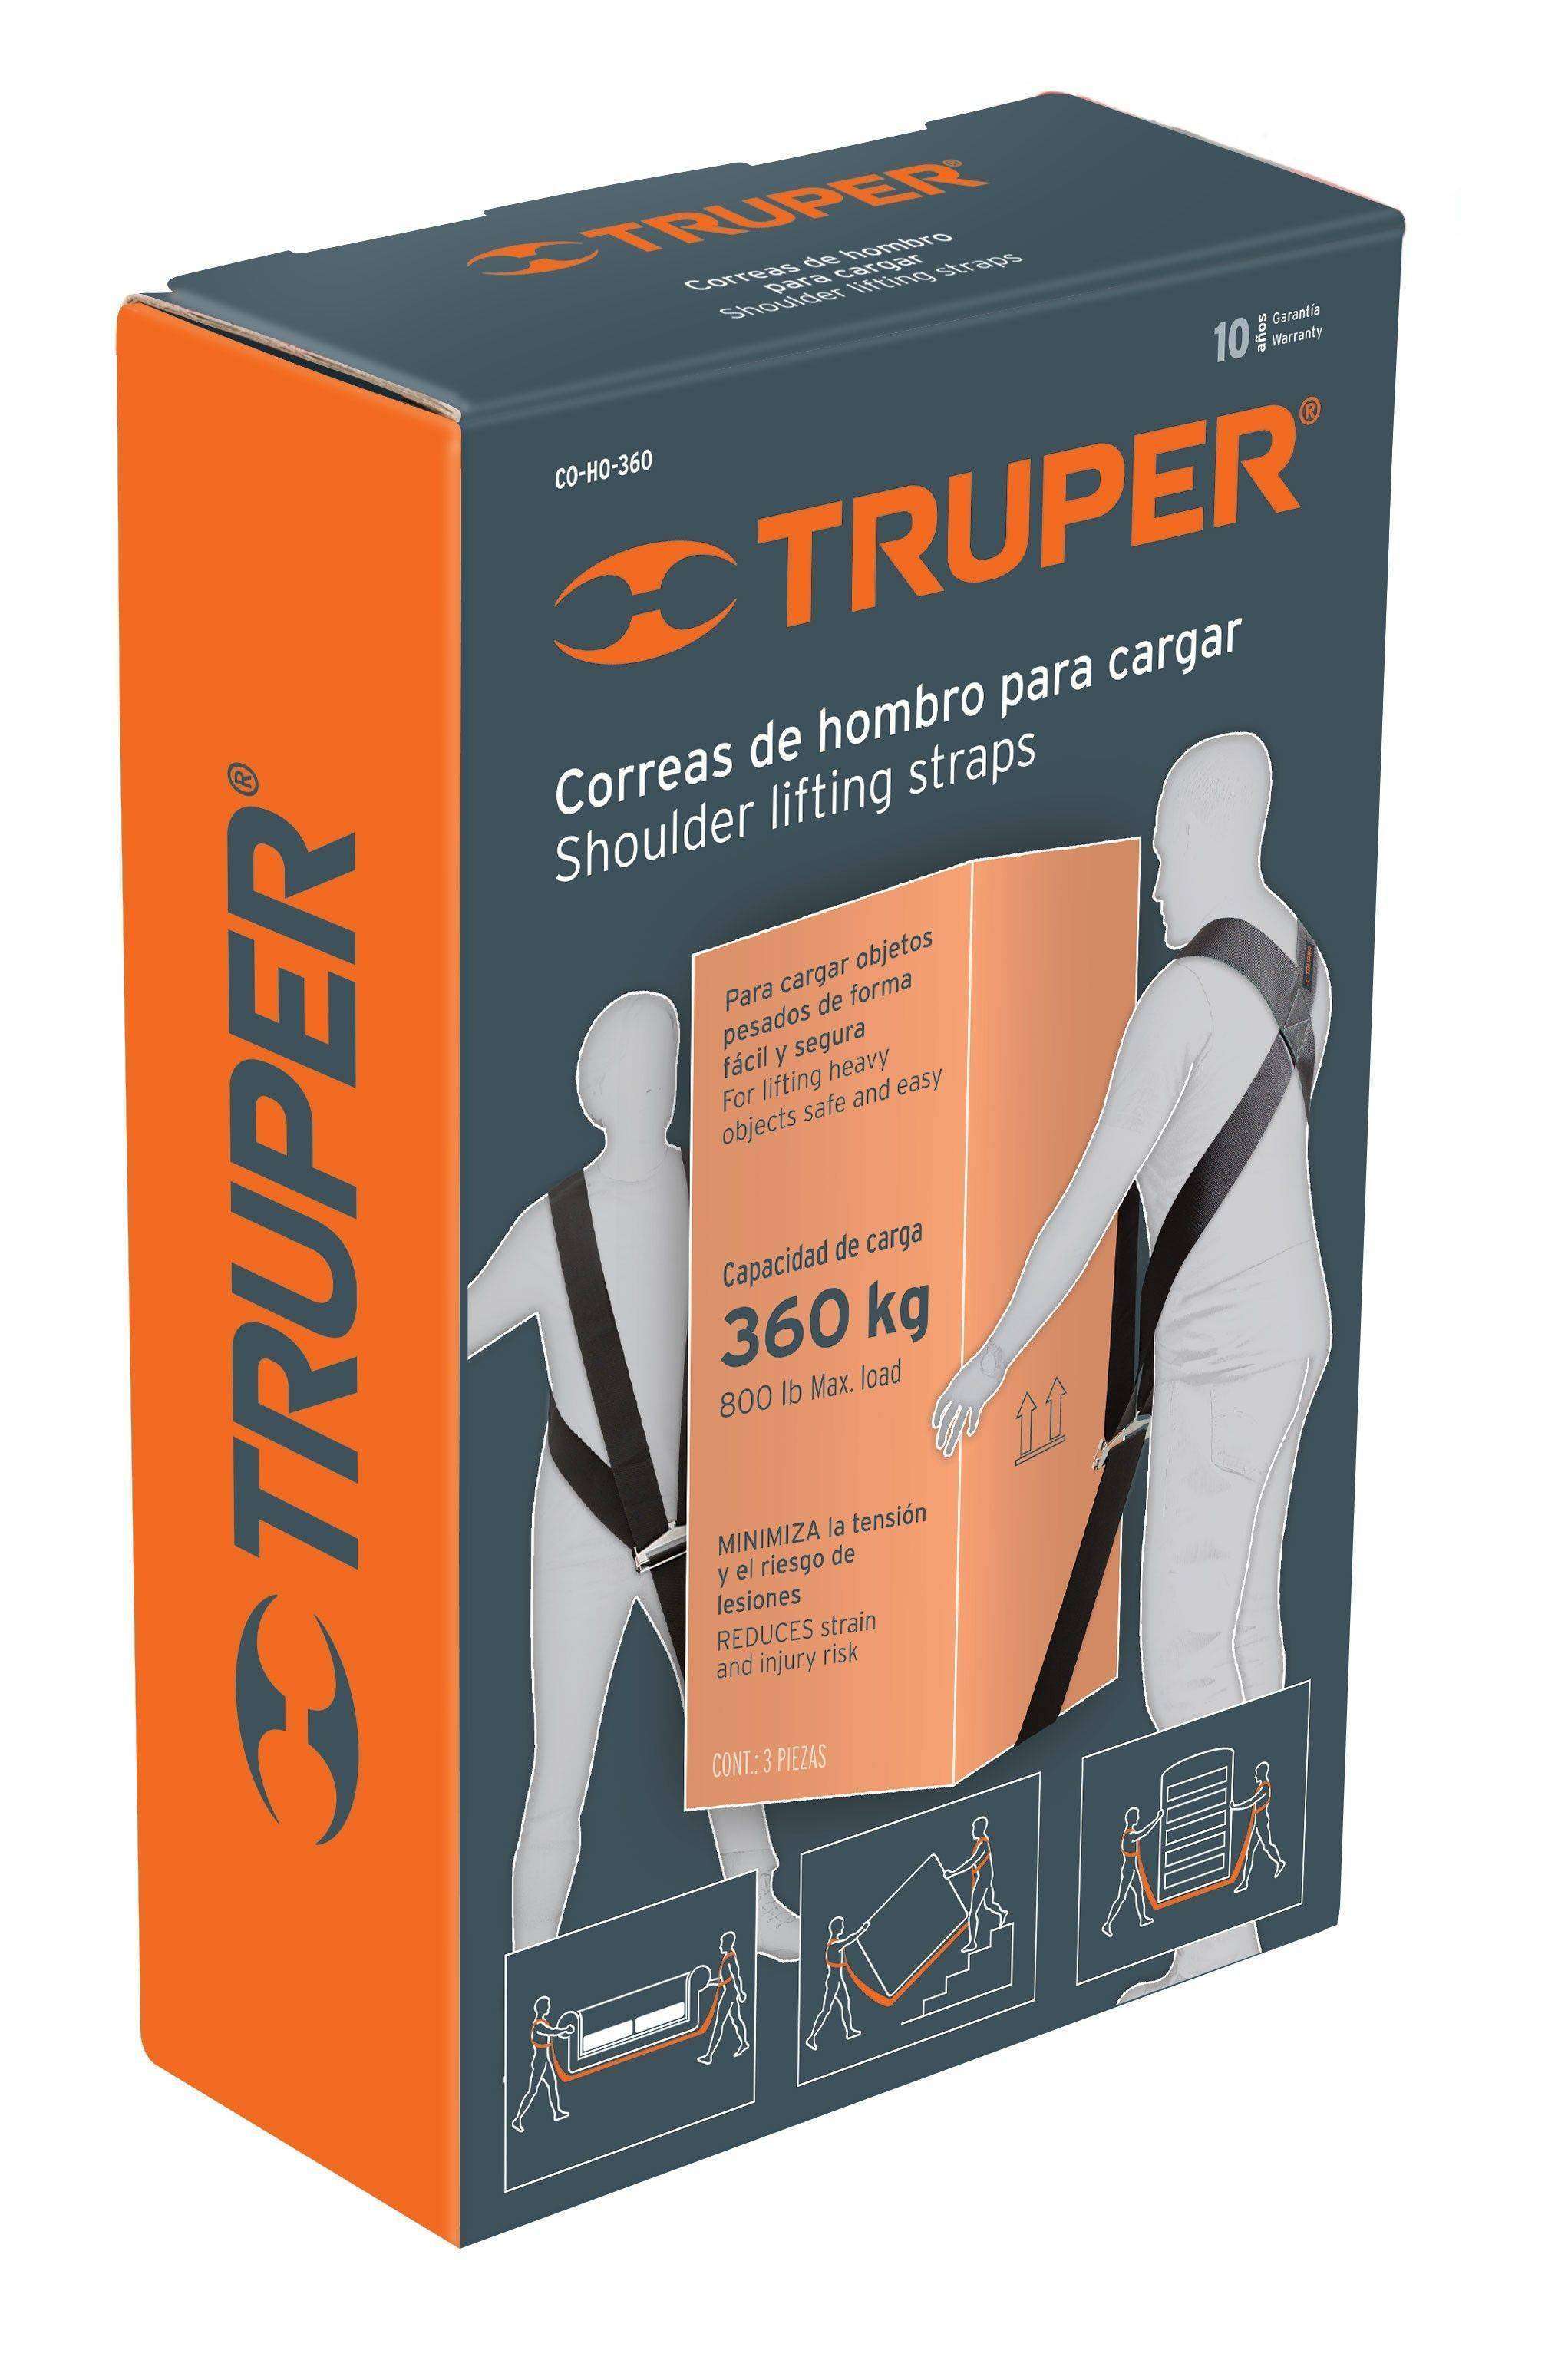 TRUPER®
Correas de hombro
para cargar
Shoulder lifting straps
10 años Garantía
Warranty
CO-HO-360
TRUPER®
Correas de hombro para cargar
Shoulder lifting straps
TRUPER
Para cargar objetos
pesados de forma
fácil y segura
For lifting heavy
objects safe and easy
Capacidad de carga
360 kg
800 lb Max. load
MINIMIZA la tensión
y el riesgo de
lesiones
REDUCES strain
and injury risk
CONT.: 3 PIEZAS
TRUPER®